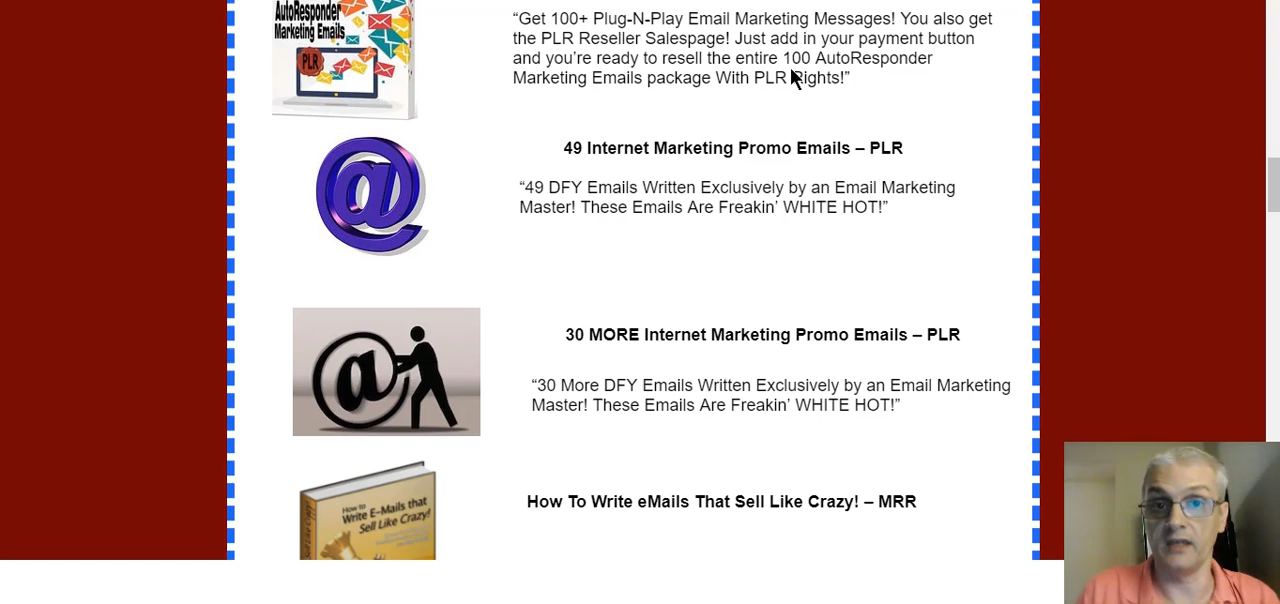 AutoResponder
Marketing Emails
PLR
“Get 100+ Plug-N-Play Email Marketing Messages! You also get
the PLR Reseller Salespage! Just add in your payment button
and you’re ready to resell the entire 100 AutoResponder
Marketing Emails package With PLR Rights!”
49 Internet Marketing Promo Emails – PLR
“49 DFY Emails Written Exclusively by an Email Marketing
Master! These Emails Are Freakin’ WHITE HOT!”
30 MORE Internet Marketing Promo Emails – PLR
“30 More DFY Emails Written Exclusively by an Email Marketing
Master! These Emails Are Freakin’ WHITE HOT!”
How To Write eMails That Sell Like Crazy! – MRR
How to
Write E-Mails that
Sell Like Crazy!